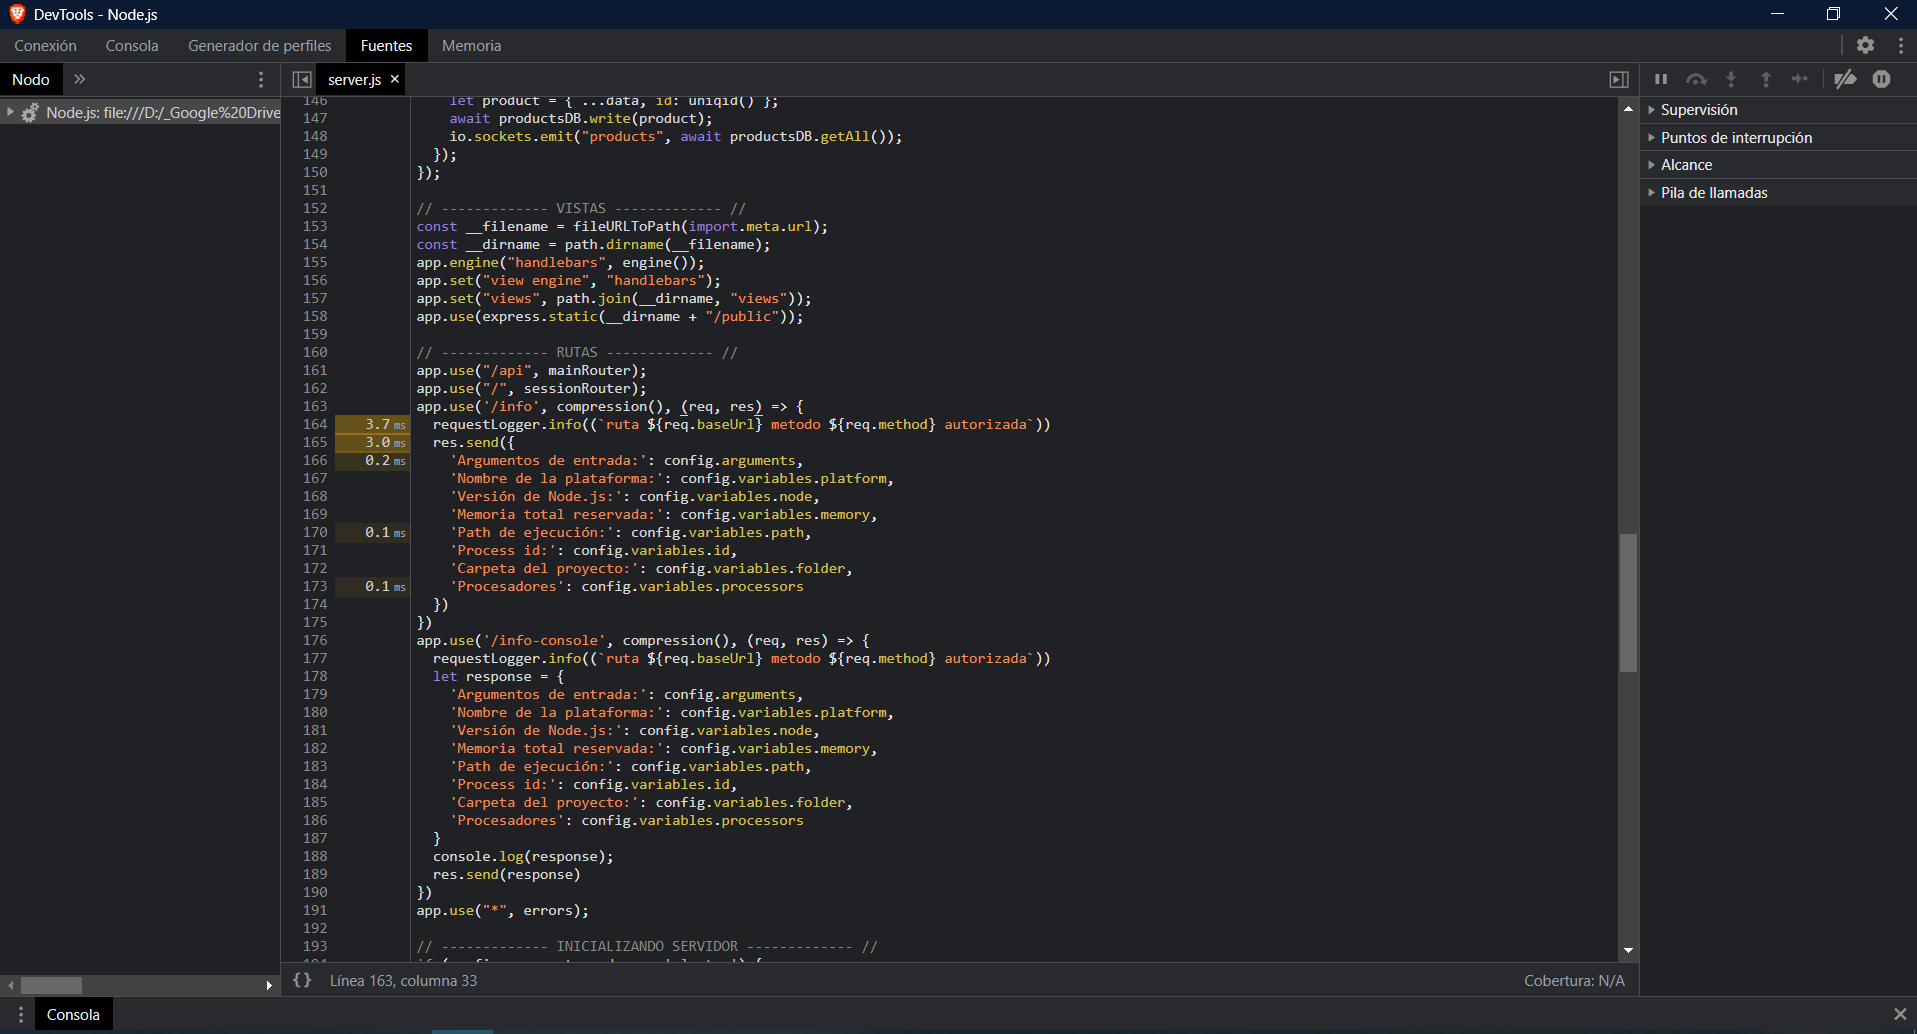 DevTools - Node.js
Conexión Consola Generador de perfiles Fuentes Memoria
Nodo
server.js
Node.js: file:///D:/_Google%20Drive
146 let product = { ...data, id: uniqid() };
147 await productsDB.write(product);
148 io.sockets.emit("products", await productsDB.getAll());
149 });
150 });
151
152 // ------------- VISTAS ------------- //
153 const __filename = fileURLToPath(import.meta.url);
154 const __dirname = path.dirname(__filename);
155 app.engine("handlebars", engine());
156 app.set("view engine", "handlebars");
157 app.set("views", path.join(__dirname, "views"));
158 app.use(express.static(__dirname + "/public"));
159
160 // ------------- RUTAS ------------- //
161 app.use("/api", mainRouter);
162 app.use("/", sessionRouter);
163 app.use('/info', compression(), (req, res) => {
164 3.7 ms requestLogger.info((`ruta ${req.baseUrl} metodo ${req.method} autorizada`))
165 3.0 ms res.send({
166 0.2 ms 'Argumentos de entrada:': config.arguments,
167 'Nombre de la plataforma:': config.variables.platform,
168 'Versión de Node.js:': config.variables.node,
169 'Memoria total reservada:': config.variables.memory,
170 0.1 ms 'Path de ejecución:': config.variables.path,
171 'Process id:': config.variables.id,
172 'Carpeta del proyecto:': config.variables.folder,
173 0.1 ms 'Procesadores': config.variables.processors
174 })
175 })
176 app.use('/info-console', compression(), (req, res) => {
177 requestLogger.info((`ruta ${req.baseUrl} metodo ${req.method} autorizada`))
178 let response = {
179 'Argumentos de entrada:': config.arguments,
180 'Nombre de la plataforma:': config.variables.platform,
181 'Versión de Node.js:': config.variables.node,
182 'Memoria total reservada:': config.variables.memory,
183 'Path de ejecución:': config.variables.path,
184 'Process id:': config.variables.id,
185 'Carpeta del proyecto:': config.variables.folder,
186 'Procesadores': config.variables.processors
187 }
188 console.log(response);
189 res.send(response)
190 })
191 app.use("*", errors);
192
193 // ------------- INICIALIZANDO SERVIDOR ------------- //
Supervisión
Puntos de interrupción
Alcance
Pila de llamadas
{} Línea 163, columna 33
Cobertura: N/A
Consola